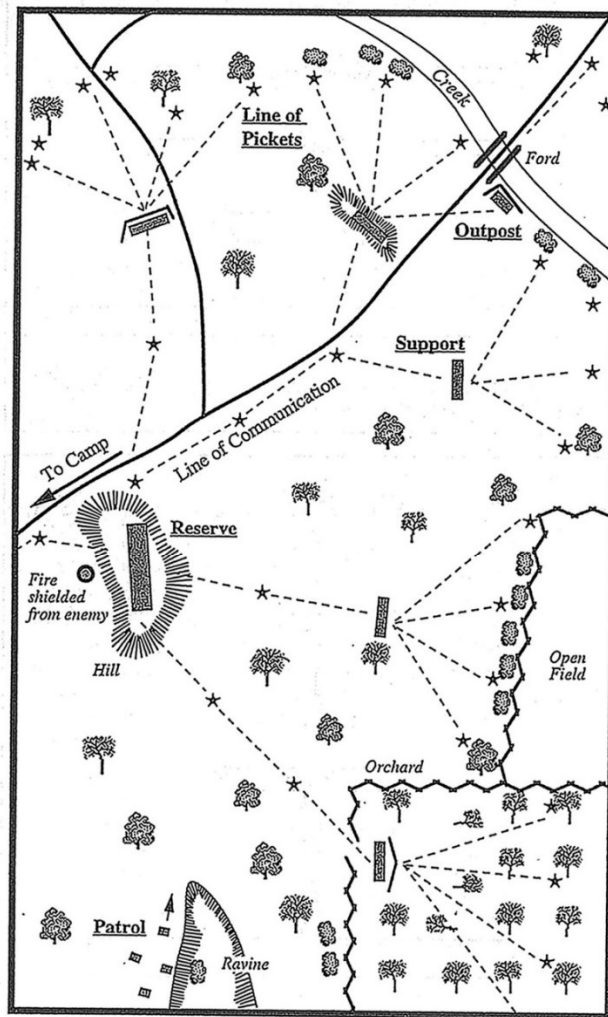 Creek
Line of
Pickets
Ford
Outpost
Support
Line of Communication
To Camp
Reserve
Fire
shielded
from enemy
Hill
Open
Field
Orchard
Patrol
Ravine